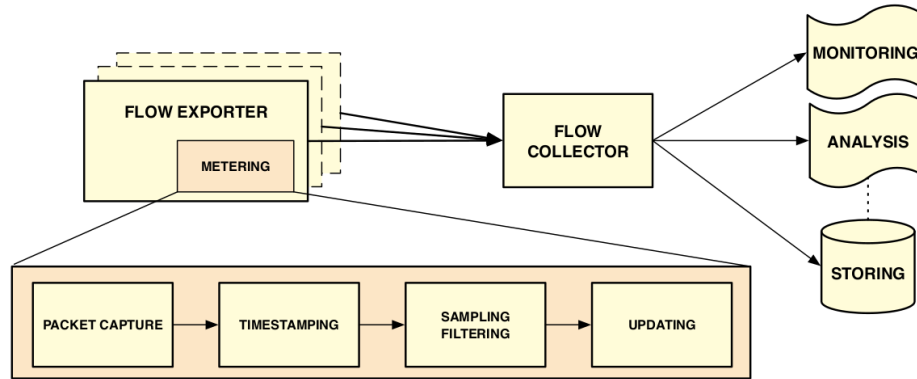 MONITORING
FLOW EXPORTER
METERING
FLOW
COLLECTOR
ANALYSIS
STORING
PACKET CAPTURE
TIMESTAMPING
SAMPLING
FILTERING
UPDATING